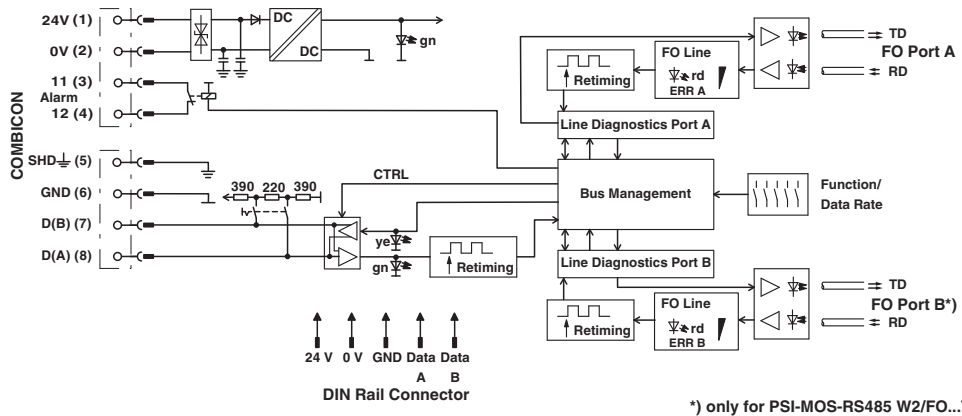 COMBICON
24V (1)
0V (2)
11 (3)
Alarm
12 (4)
SHD (5)
GND (6)
D(B) (7)
D(A) (8)
DC
DC
gn
390 220 390
CTRL
ye
gn
Retiming
Retiming
FO Line
rd
ERR A
TD
FO Port A
RD
Line Diagnostics Port A
Bus Management
Function/
Data Rate
Line Diagnostics Port B
Retiming
FO Line
rd
ERR B
TD
FO Port B*)
RD
24 V 0 V GND Data Data
A B
DIN Rail Connector
*) only for PSI-MOS-RS485 W2/FO...